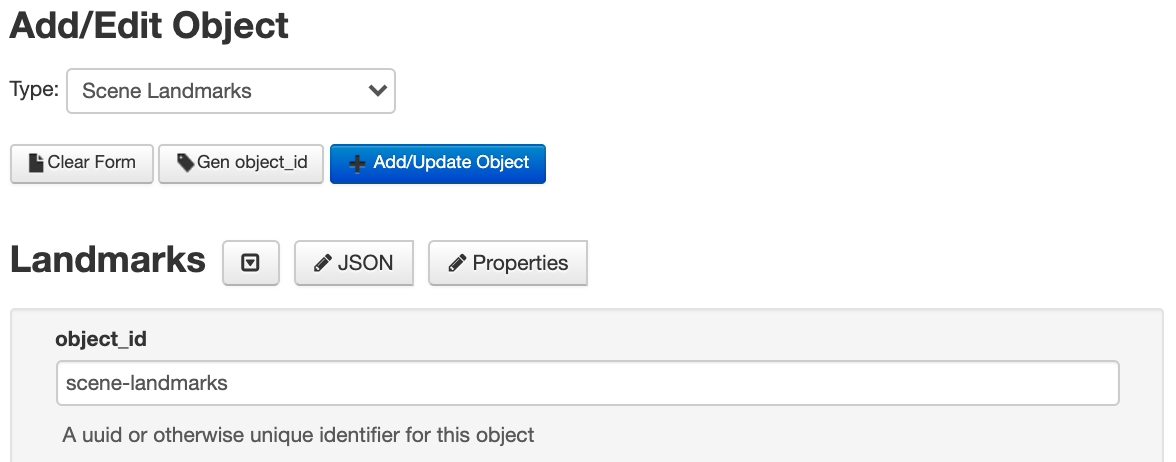 Add/Edit Object
Type: Scene Landmarks
Clear Form Gen object_id Add/Update Object
Landmarks JSON Properties
object_id
scene-landmarks
A uuid or otherwise unique identifier for this object